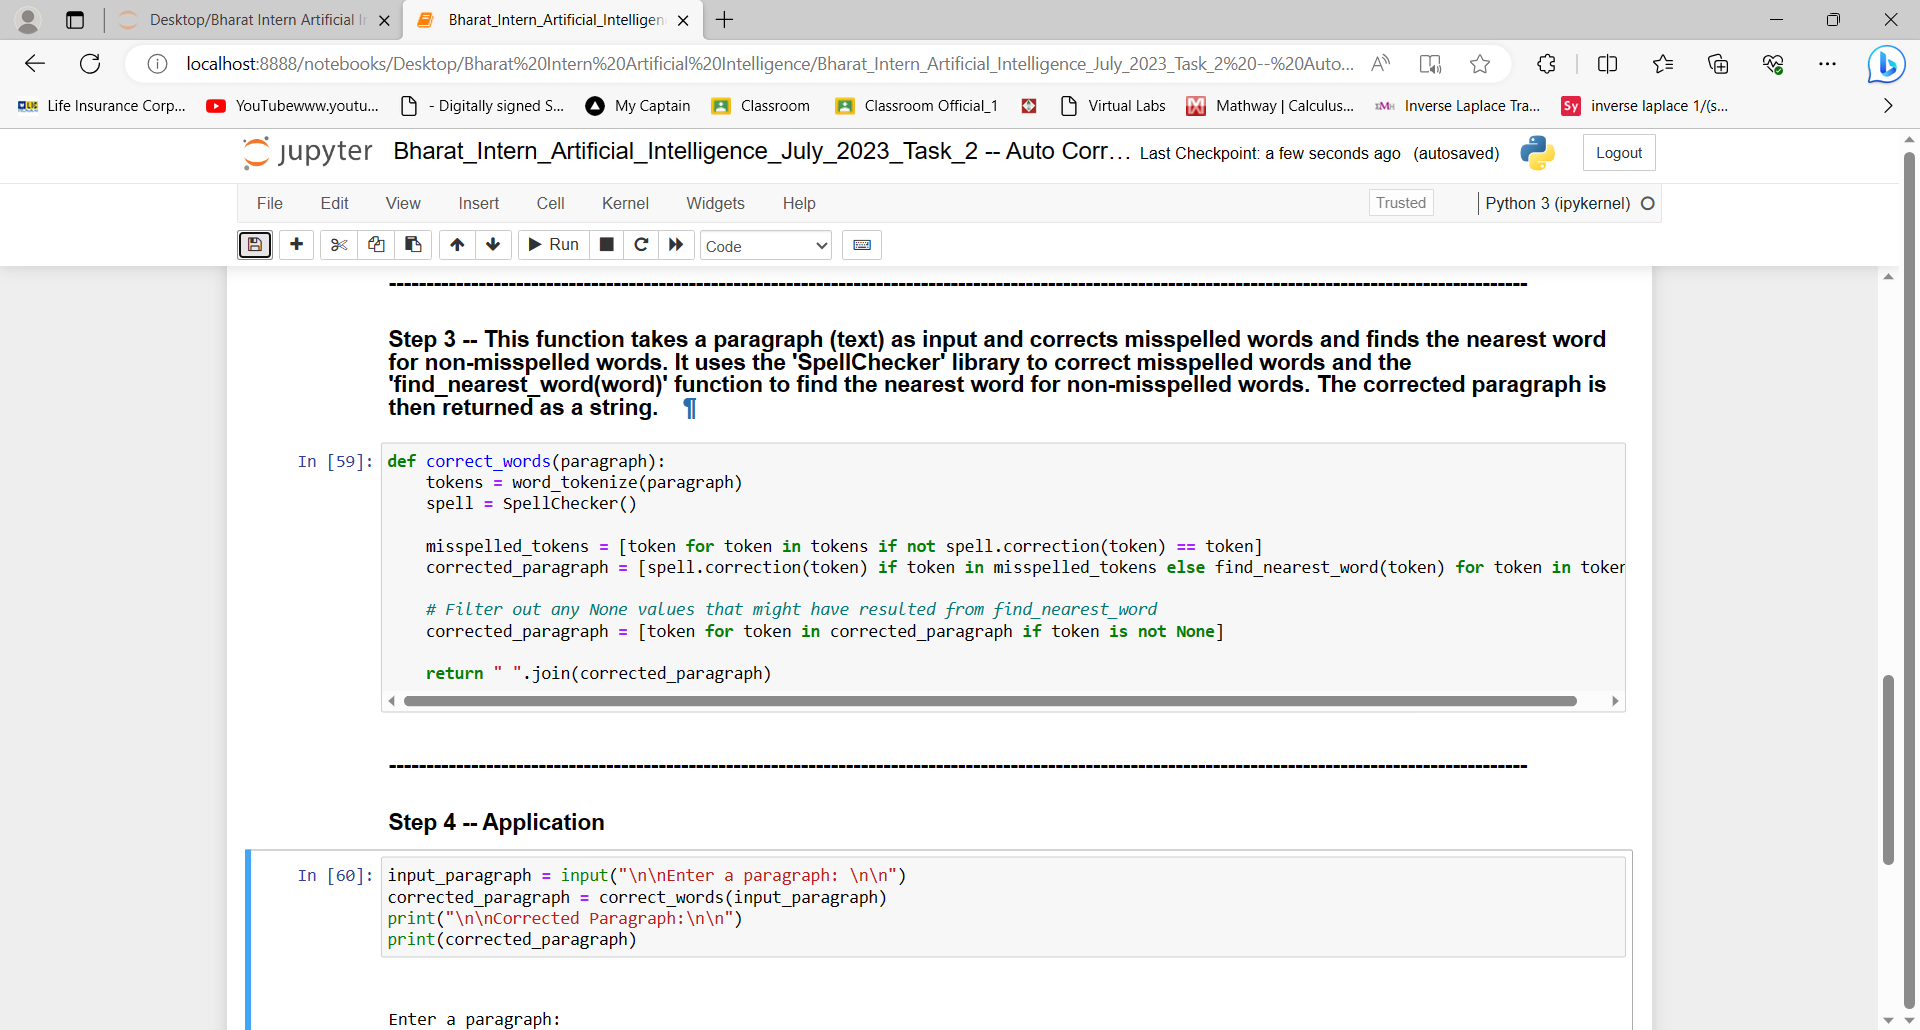 Desktop/Bharat Intern Artificial I
Bharat_Intern_Artificial_Intelligen
localhost:8888/notebooks/Desktop/Bharat%20Intern%20Artificial%20Intelligence/Bharat_Intern_Artificial_Intelligence_July_2023_Task_2%20--%20Auto...
Life Insurance Corp... YouTubewww.youtu... - Digitally signed S... My Captain Classroom Classroom Official_1 Virtual Labs Mathway | Calculus... Inverse Laplace Tra... Sy inverse laplace 1/(s...
jupyter Bharat_Intern_Artificial_Intelligence_July_2023_Task_2 -- Auto Corr... Last Checkpoint: a few seconds ago (autosaved) Logout
File Edit View Insert Cell Kernel Widgets Help Trusted Python 3 (ipykernel)
Run Code
Step 3 -- This function takes a paragraph (text) as input and corrects misspelled words and finds the nearest word
for non-misspelled words. It uses the 'SpellChecker' library to correct misspelled words and the
'find_nearest_word(word)' function to find the nearest word for non-misspelled words. The corrected paragraph is
then returned as a string. ¶
In [59]: def correct_words(paragraph):
tokens = word_tokenize(paragraph)
spell = SpellChecker()
misspelled_tokens = [token for token in tokens if not spell.correction(token) == token]
corrected_paragraph = [spell.correction(token) if token in misspelled_tokens else find_nearest_word(token) for token in toker
# Filter out any None values that might have resulted from find_nearest_word
corrected_paragraph = [token for token in corrected_paragraph if token is not None]
return " ".join(corrected_paragraph)
Step 4 -- Application
In [60]: input_paragraph = input("\n\nEnter a paragraph: \n\n")
corrected_paragraph = correct_words(input_paragraph)
print("\n\nCorrected Paragraph:\n\n")
print(corrected_paragraph)
Enter a paragraph: